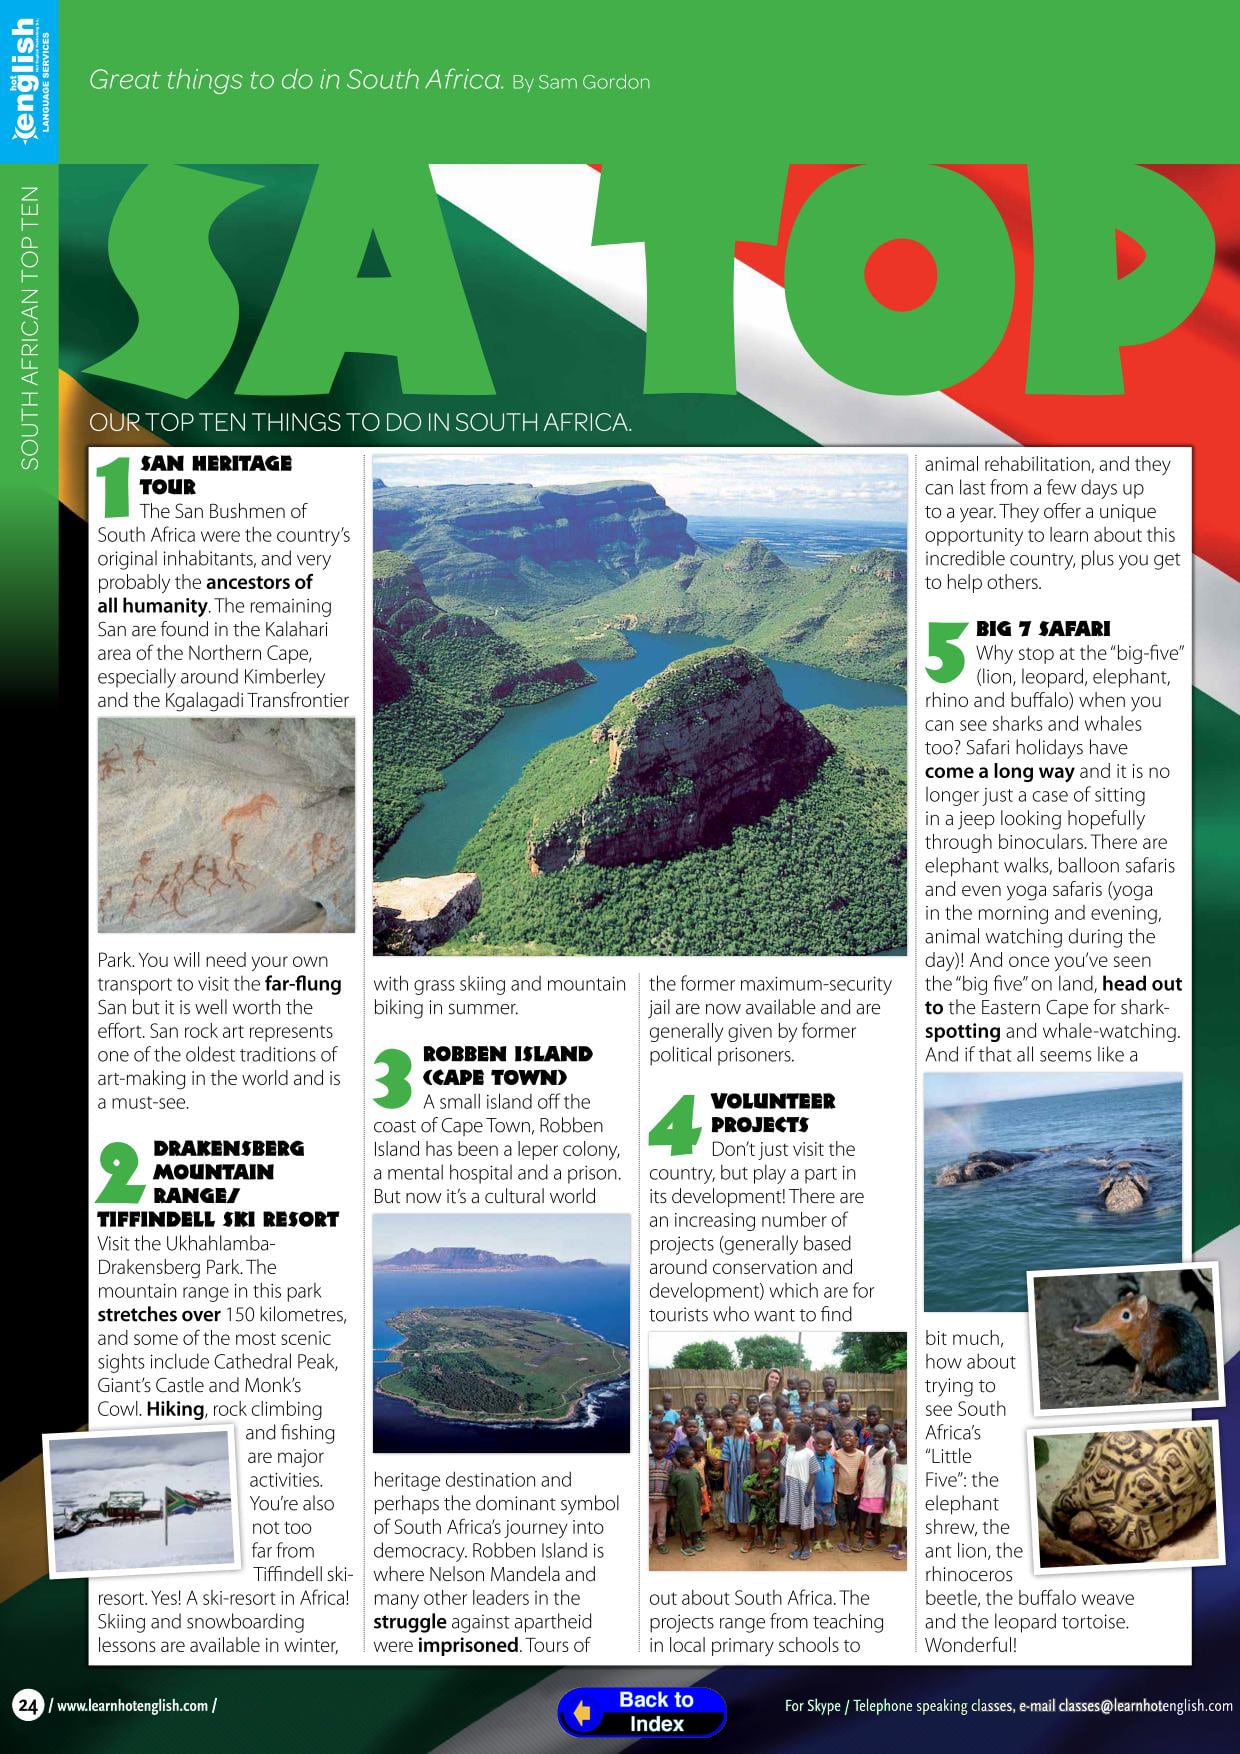 hot
english
LANGUAGE SERVICES
Great things to do in South Africa. By Sam Gordon
SOUTH AFRICAN TOP TEN
SA TOP
OUR TOP TEN THINGS TO DO IN SOUTH AFRICA.
1 SAN HERITAGE
TOUR
The San Bushmen of
South Africa were the country's
original inhabitants, and very
probably the ancestors of
all humanity. The remaining
San are found in the Kalahari
area of the Northern Cape,
especially around Kimberley
and the Kgalagadi Transfrontier
Park. You will need your own
transport to visit the far-flung
San but it is well worth the
effort. San rock art represents
one of the oldest traditions of
art-making in the world and is
a must-see.
2 DRAKENSBERG
MOUNTAIN
RANGE/
TIFFINDELL SKI RESORT
Visit the Ukhahlamba-
Drakensberg Park. The
mountain range in this park
stretches over 150 kilometres,
and some of the most scenic
sights include Cathedral Peak,
Giant's Castle and Monk's
Cowl. Hiking, rock climbing
and fishing
are major
activities.
You're also
not too
far from
Tiffindell ski-
resort. Yes! A ski-resort in Africa!
Skiing and snowboarding
lessons are available in winter,
with grass skiing and mountain
biking in summer.
3 ROBBEN ISLAND
(CAPE TOWN)
A small island off the
coast of Cape Town, Robben
Island has been a leper colony,
a mental hospital and a prison.
But now it's a cultural world
heritage destination and
perhaps the dominant symbol
of South Africa's journey into
democracy. Robben Island is
where Nelson Mandela and
many other leaders in the
struggle against apartheid
were imprisoned. Tours of
the former maximum-security
jail are now available and are
generally given by former
political prisoners.
4 VOLUNTEER
PROJECTS
Don't just visit the
country, but play a part in
its development! There are
an increasing number of
projects (generally based
around conservation and
development) which are for
tourists who want to find
out about South Africa. The
projects range from teaching
in local primary schools to
animal rehabilitation, and they
can last from a few days up
to a year. They offer a unique
opportunity to learn about this
incredible country, plus you get
to help others.
5 BIG 7 SAFARI
Why stop at the "big-five"
(lion, leopard, elephant,
rhino and buffalo) when you
can see sharks and whales
too? Safari holidays have
come a long way and it is no
longer just a case of sitting
in a jeep looking hopefully
through binoculars. There are
elephant walks, balloon safaris
and even yoga safaris (yoga
in the morning and evening,
animal watching during the
day)! And once you've seen
the "big five" on land, head out
to the Eastern Cape for shark-
spotting and whale-watching.
And if that all seems like a
bit much,
how about
trying to
see South
Africa's
"Little
Five": the
elephant
shrew, the
ant lion, the
rhinoceros
beetle, the buffalo weave
and the leopard tortoise.
Wonderful!
24 / www.learnhotenglish.com /
Back to
Index
For Skype / Telephone speaking classes, e-mail classes@learnhotenglish.com